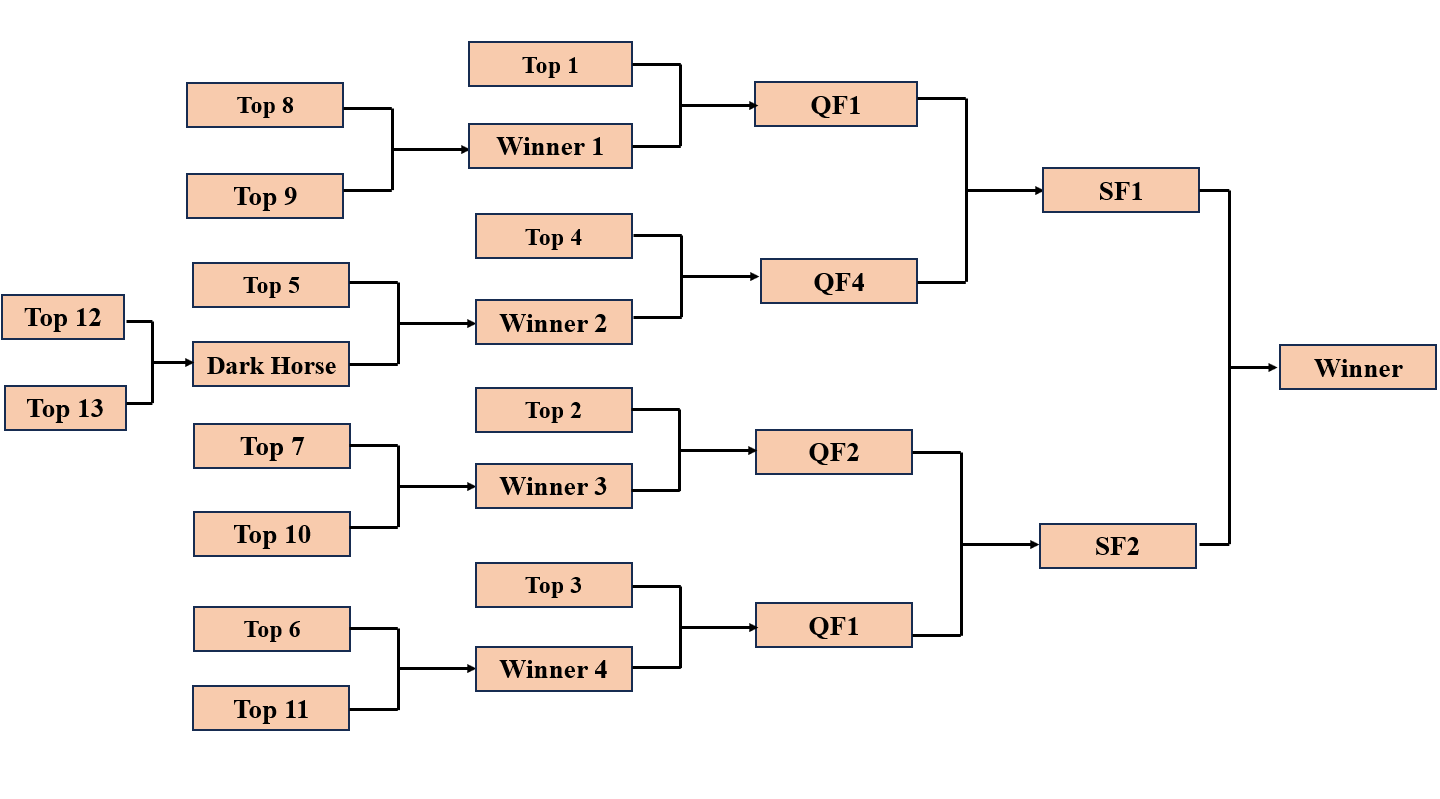 Top 1
Top 8
QF1
Winner 1
Top 9
SF1
Top 4
Top 5
QF4
Top 12
Winner 2
Dark Horse
Winner
Top 13
Top 2
Top 7
QF2
Winner 3
Top 10
SF2
Top 3
Top 6
QF1
Winner 4
Top 11